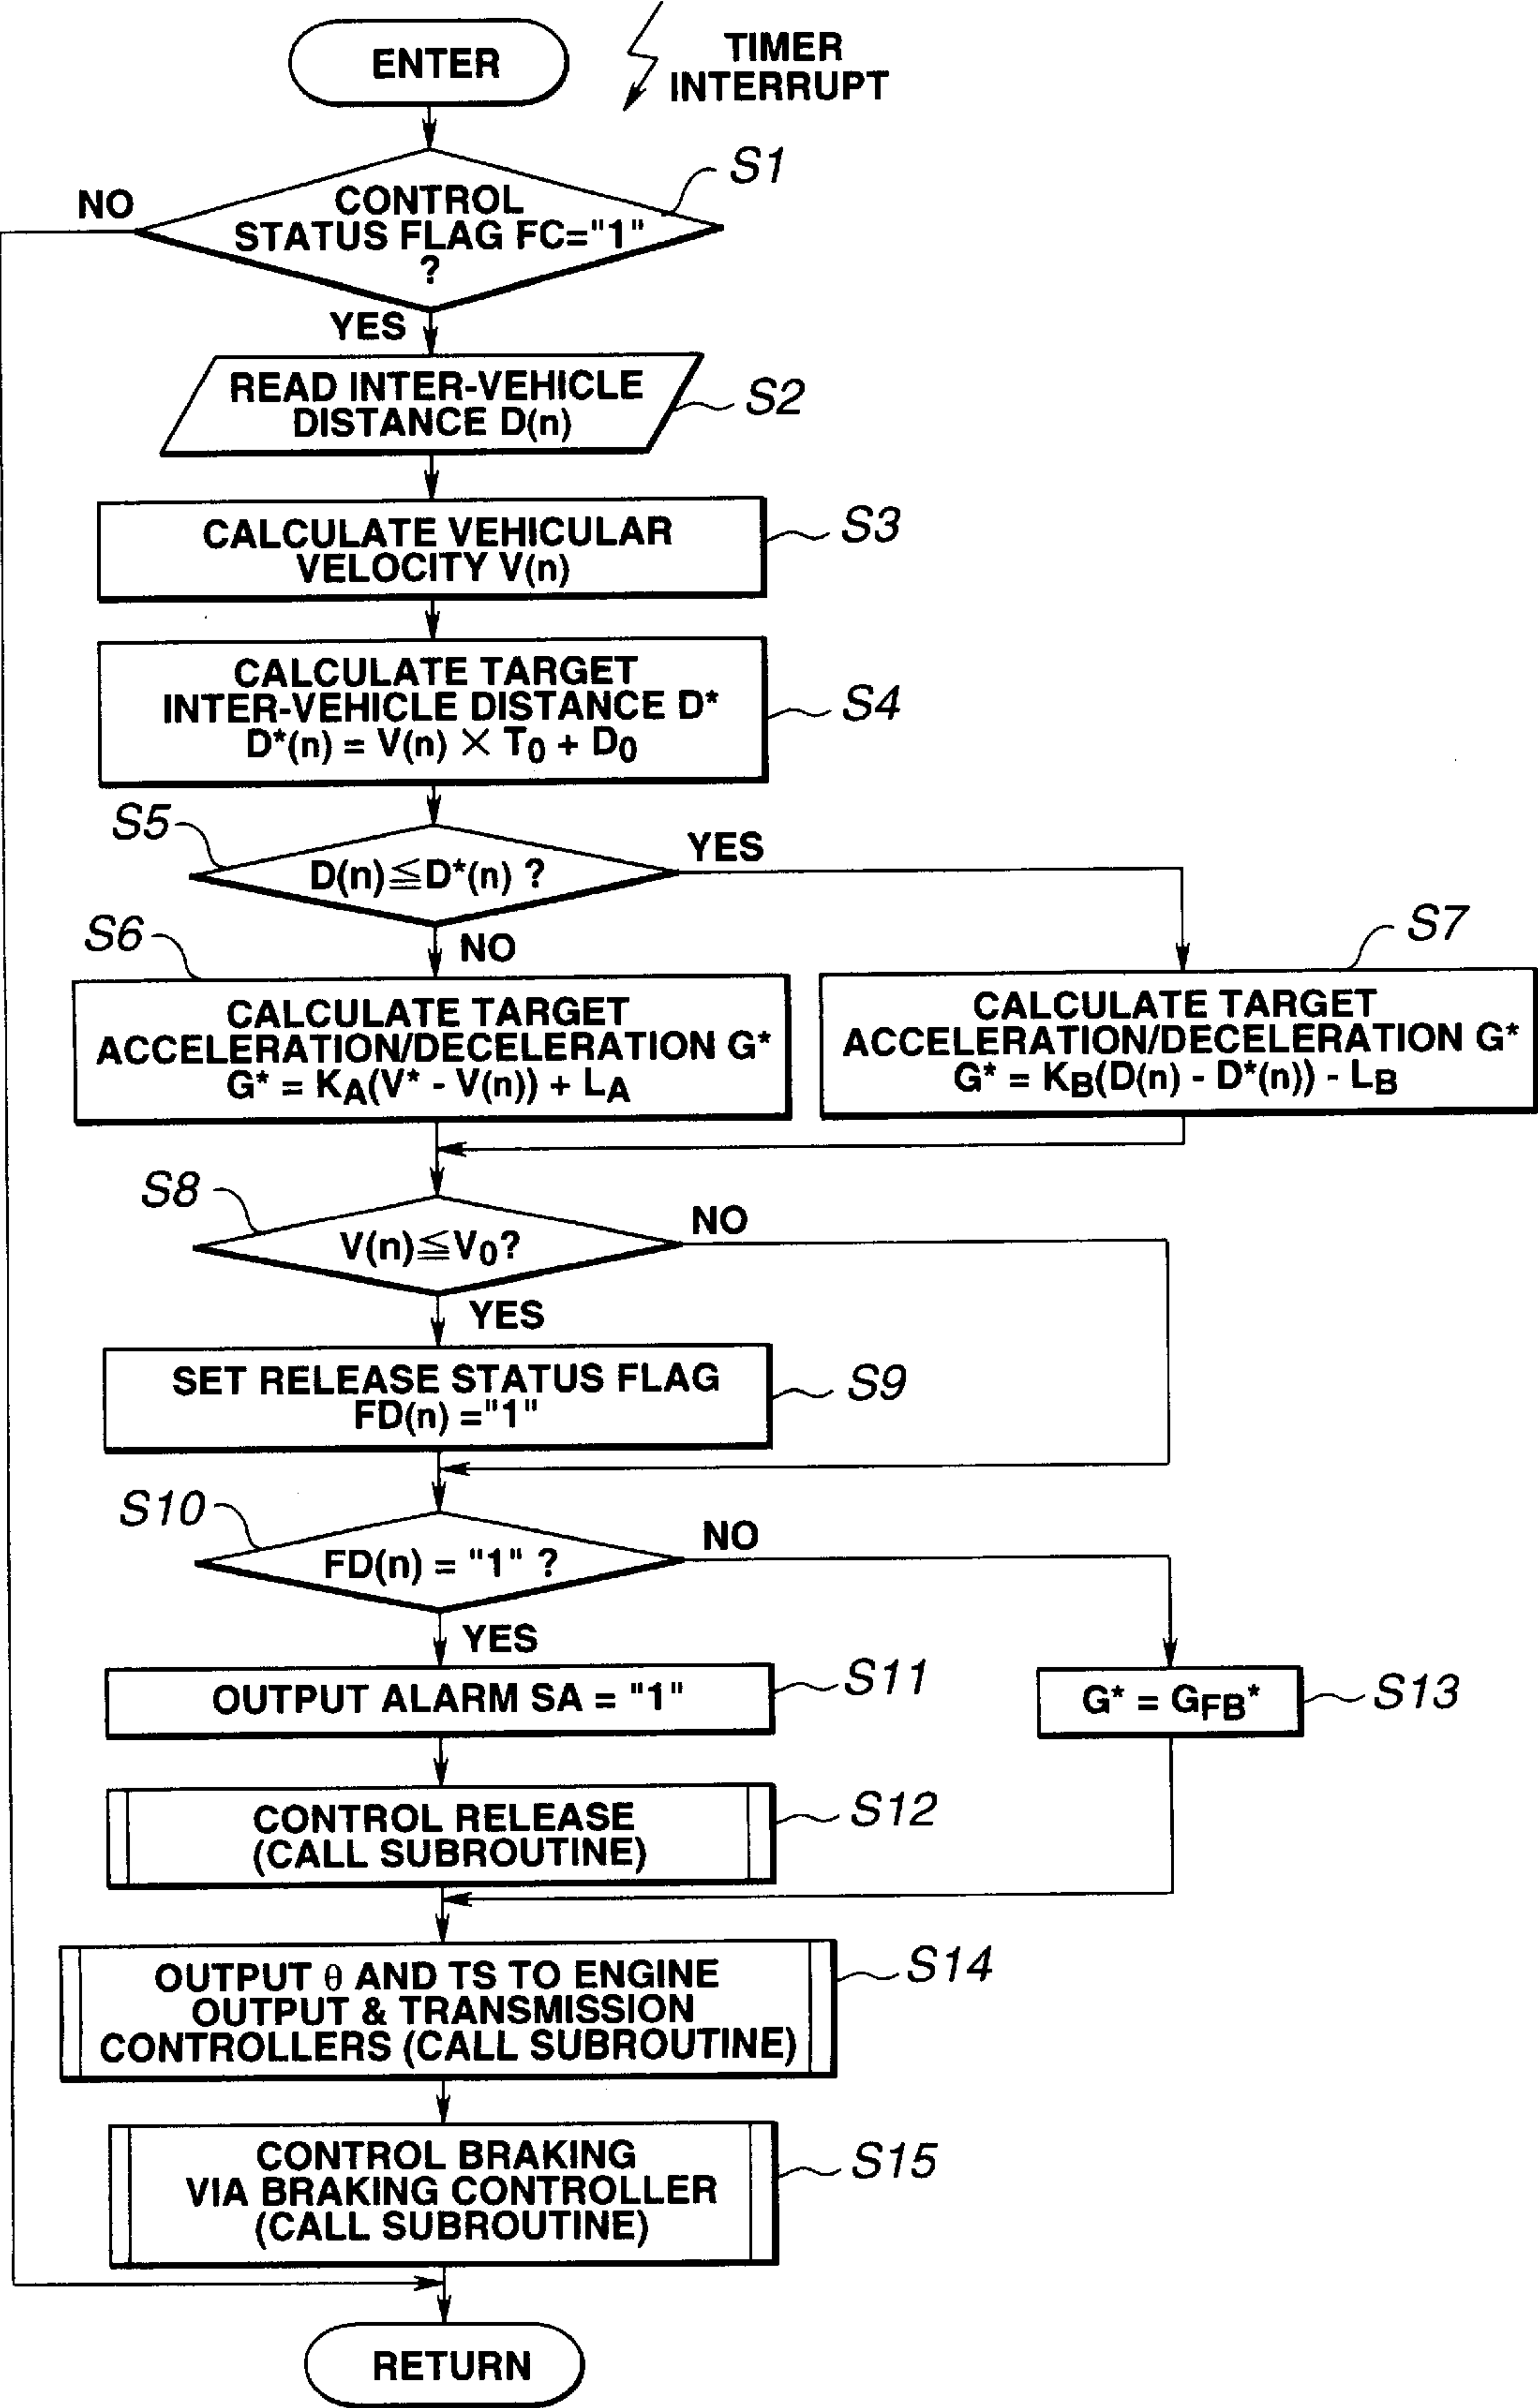 ENTER
TIMER
INTERRUPT
S1
NO
CONTROL
STATUS FLAG FC="1"
?
YES
READ INTER-VEHICLE
DISTANCE D(n)
S2
CALCULATE VEHICULAR
VELOCITY V(n)
S3
CALCULATE TARGET
INTER-VEHICLE DISTANCE D*
D*(n) = V(n) × T0 + D0
S4
S5
D(n)≦D*(n) ?
YES
S6
NO
S7
CALCULATE TARGET
ACCELERATION/DECELERATION G*
G* = KA(V* - V(n)) + LA
CALCULATE TARGET
ACCELERATION/DECELERATION G*
G* = KB(D(n) - D*(n)) - LB
S8
V(n)≦V0?
NO
YES
SET RELEASE STATUS FLAG
FD(n) ="1"
S9
S10
FD(n) = "1" ?
NO
YES
OUTPUT ALARM SA = "1"
S11
G* = GFB*
S13
CONTROL RELEASE
(CALL SUBROUTINE)
S12
OUTPUT θ AND TS TO ENGINE
OUTPUT & TRANSMISSION
CONTROLLERS (CALL SUBROUTINE)
S14
CONTROL BRAKING
VIA BRAKING CONTROLLER
(CALL SUBROUTINE)
S15
RETURN